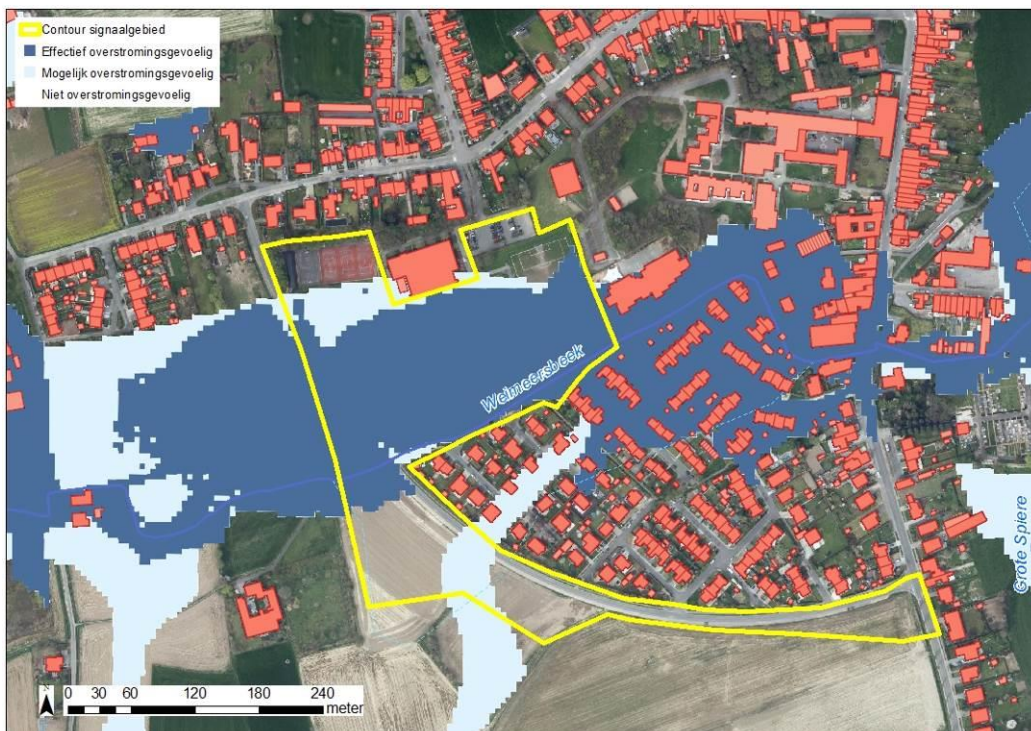 Contour signaalgebied
Effectief overstromingsgevoelig
Mogelijk overstromingsgevoelig
Niet overstromingsgevoelig
Weimeersbeek
Grote Spiere
N
0 30 60 120 180 240
meter